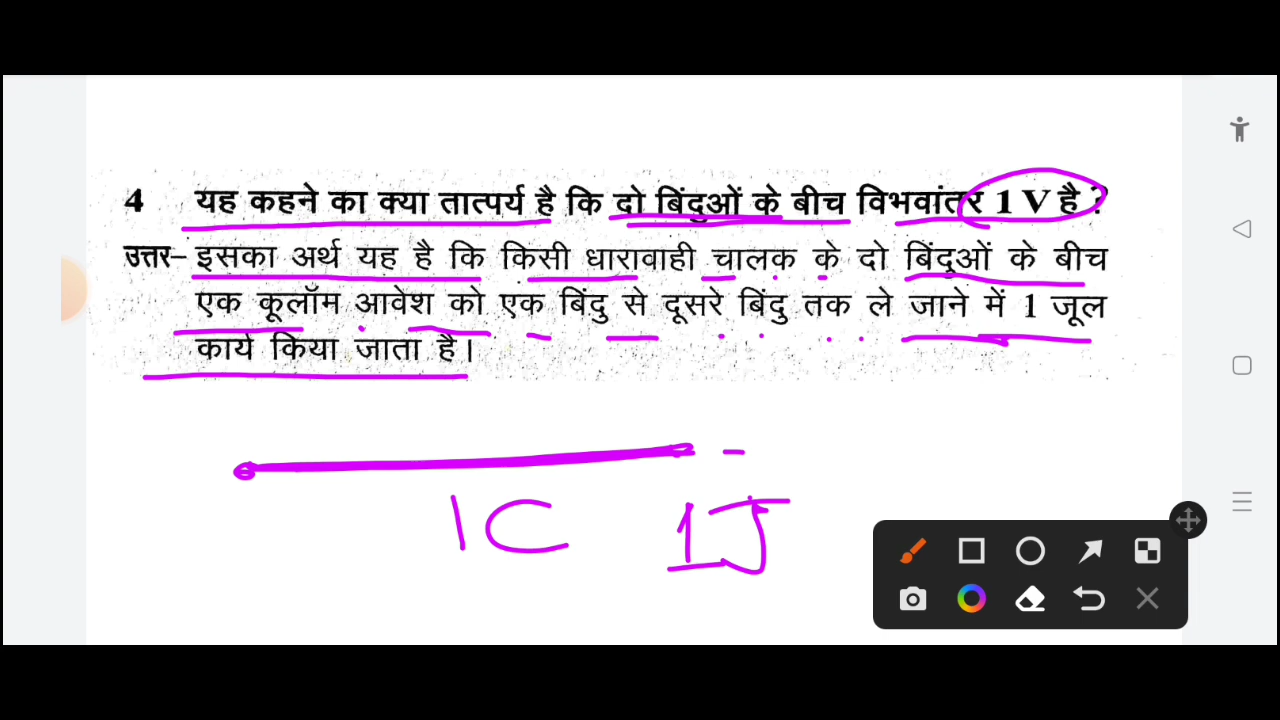 4 यह कहने का क्या तात्पर्य है कि दो बिंदुओं के बीच विभवांतर 1 V है ?
उत्तर– इसका अर्थ यह है कि किसी धारावाही चालक के दो बिंदुओं के बीच
एक कूलॉम आवेश को एक बिंदु से दूसरे बिंदु तक ले जाने में 1 जूल
कार्य किया जाता है।
1C 1J